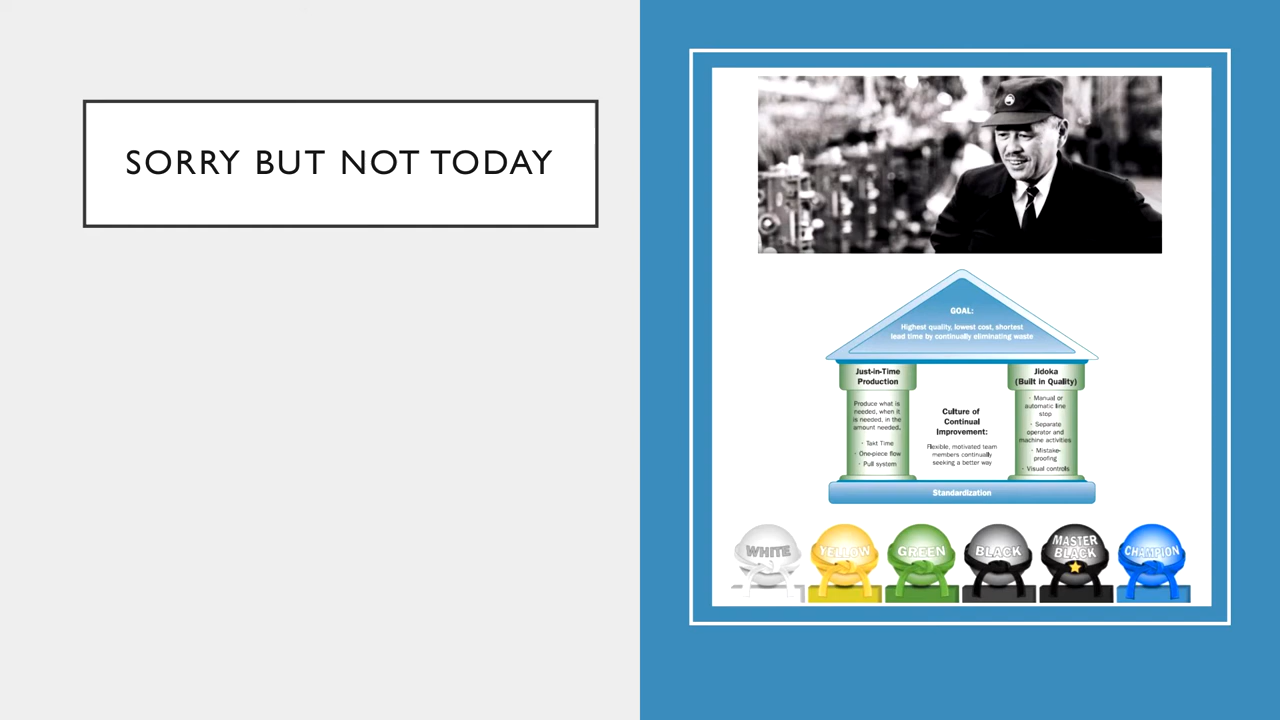 SORRY BUT NOT TODAY
GOAL:
Highest quality, lowest cost, shortest
lead time by continually eliminating waste
Just-in-Time
Production
Produce what is
needed, when it
is needed, in the
amount needed.
· Takt Time
· One-piece flow
· Pull system
Culture of
Continual
Improvement:
Flexible, motivated team
members continually
seeking a better way
Jidoka
(Built in Quality)
· Manual or
automatic line
stop
· Separate
operator and
machine activities
· Mistake-
proofing
· Visual controls
Standardization
WHITE
YELLOW
GREEN
BLACK
MASTER
BLACK
CHAMPION